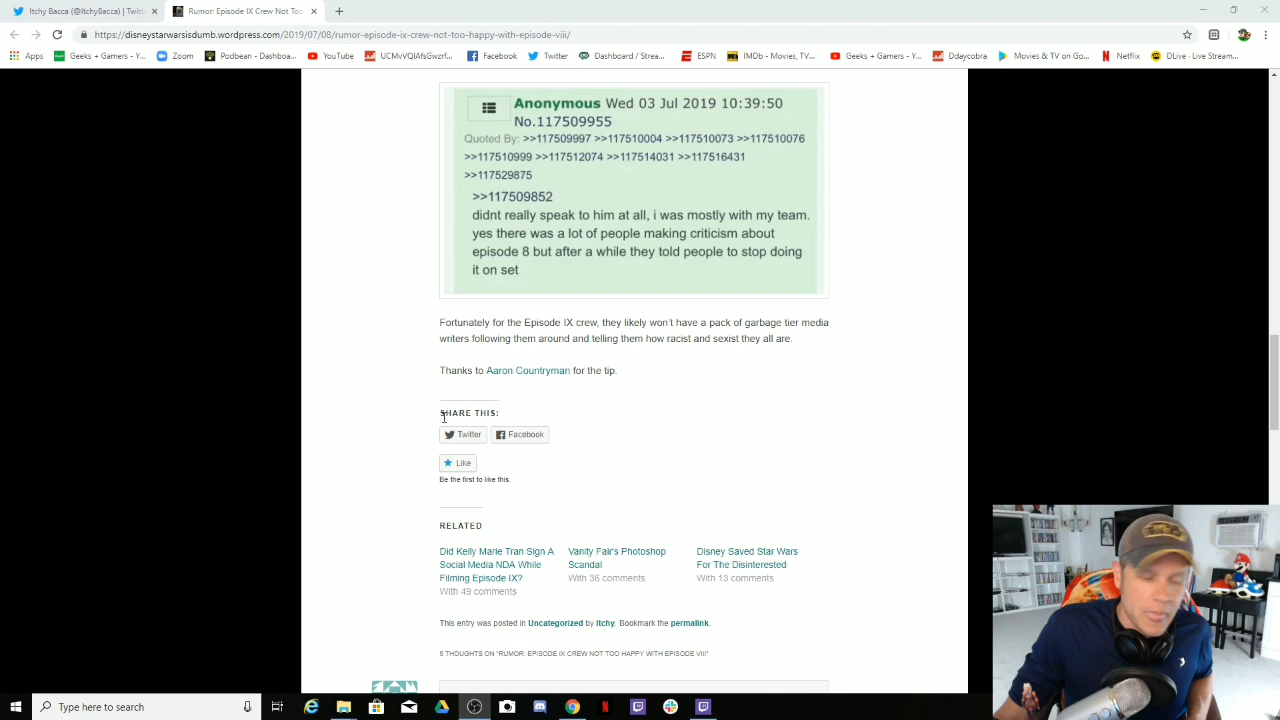 Itchy Bacca (@ItchyBacca) | Twitt
Rumor: Episode IX Crew Not Too
https://disneystarwarsisdumb.wordpress.com/2019/07/08/rumor-episode-ix-crew-not-too-happy-with-episode-viii/
Apps Geeks + Gamers - Y... Zoom Podbean - Dashboa... YouTube Facebook Twitter Dashboard / Strea... ESPN IMDb - Movies, TV... Geeks + Gamers - Y... Ddaycobra Movies & TV on Go... Netflix DLive - Live Stream...
Anonymous Wed 03 Jul 2019 10:39:50
No.117509955
Quoted By: >>117509997 >>117510004 >>117510073 >>117510076
>>117510999 >>117512074 >>117514031 >>117516431
>>117529875
>>117509852
didnt really speak to him at all, i was mostly with my team.
yes there was a lot of people making criticism about
episode 8 but after a while they told people to stop doing
it on set
Fortunately for the Episode IX crew, they likely won't have a pack of garbage tier media
writers following them around and telling them how racist and sexist they all are.
Thanks to Aaron Countryman for the tip.
SHARE THIS:
Twitter Facebook
Like
Be the first to like this.
RELATED
Did Kelly Marie Tran Sign A
Social Media NDA While
Filming Episode IX?
With 49 comments
Vanity Fair's Photoshop
Scandal
With 36 comments
Disney Saved Star Wars
For The Disinterested
With 13 comments
This entry was posted in Uncategorized by Itchy. Bookmark the permalink.
5 THOUGHTS ON "RUMOR: EPISODE IX CREW NOT TOO HAPPY WITH EPISODE VIII"
Type here to search